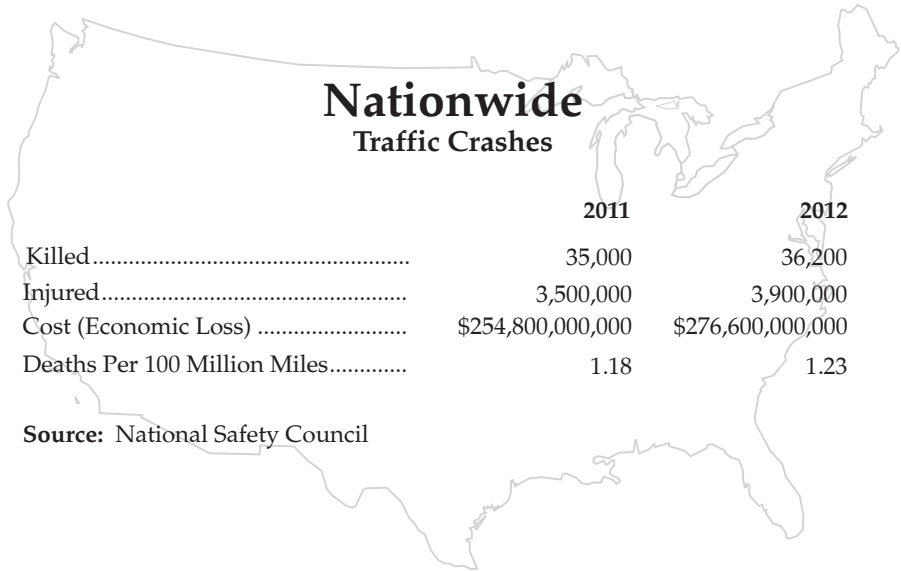 Nationwide
Traffic Crashes
2011 2012
Killed................................................... 35,000 36,200
Injured................................................. 3,500,000 3,900,000
Cost (Economic Loss) ........................ $254,800,000,000 $276,600,000,000
Deaths Per 100 Million Miles............. 1.18 1.23
Source: National Safety Council